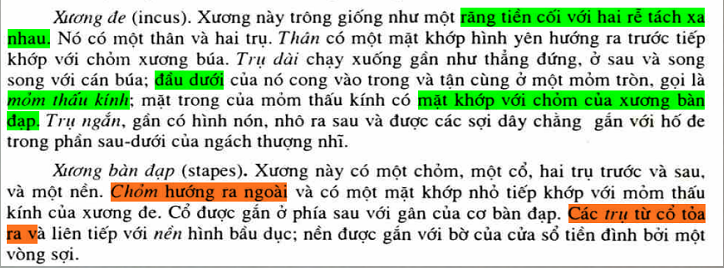 Xương đe (incus). Xương này trông giống như một răng tiền cối với hai rễ tách xa
nhau. Nó có một thân và hai trụ. Thân có một mặt khớp hình yên hướng ra trước tiếp
khớp với chỏm xương búa. Trụ dài chạy xuống gần như thẳng đứng, ở sau và song
song với cán búa; đầu dưới của nó cong vào trong và tận cùng ở một mỏm tròn, gọi là
mỏm thấu kính; mặt trong của mỏm thấu kính có mặt khớp với chỏm của xương bàn
đạp. Trụ ngắn, gần có hình nón, nhô ra sau và được các sợi dây chằng gắn với hố đe
trong phần sau-dưới của ngách thượng nhĩ.
Xương bàn đạp (stapes). Xương này có một chỏm, một cổ, hai trụ trước và sau,
và một nền. Chỏm hướng ra ngoài và có một mặt khớp nhỏ tiếp khớp với mỏm thấu
kính của xương đe. Cổ được gắn ở phía sau với gân của cơ bàn đạp. Các trụ từ cổ tỏa
ra và liên tiếp với nền hình bầu dục; nền được gắn với bờ của cửa sổ tiền đình bởi một
vòng sợi.